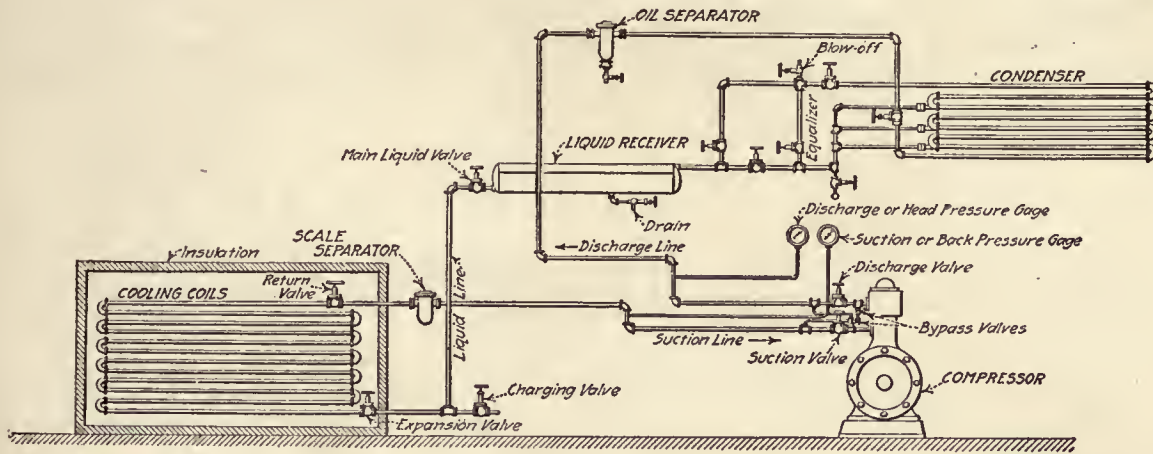 OIL SEPARATOR
Blow-off
CONDENSER
Equalizer
LIQUID RECEIVER
Main Liquid Valve
Drain
Discharge or Head Pressure Gage
Suction or Back Pressure Gage
Discharge Line
Discharge Valve
SCALE
SEPARATOR
Insulation
Return
Valve
COOLING COILS
Liquid Line
Bypass Valves
Suction Line
Suction Valve
COMPRESSOR
Charging Valve
Expansion Valve